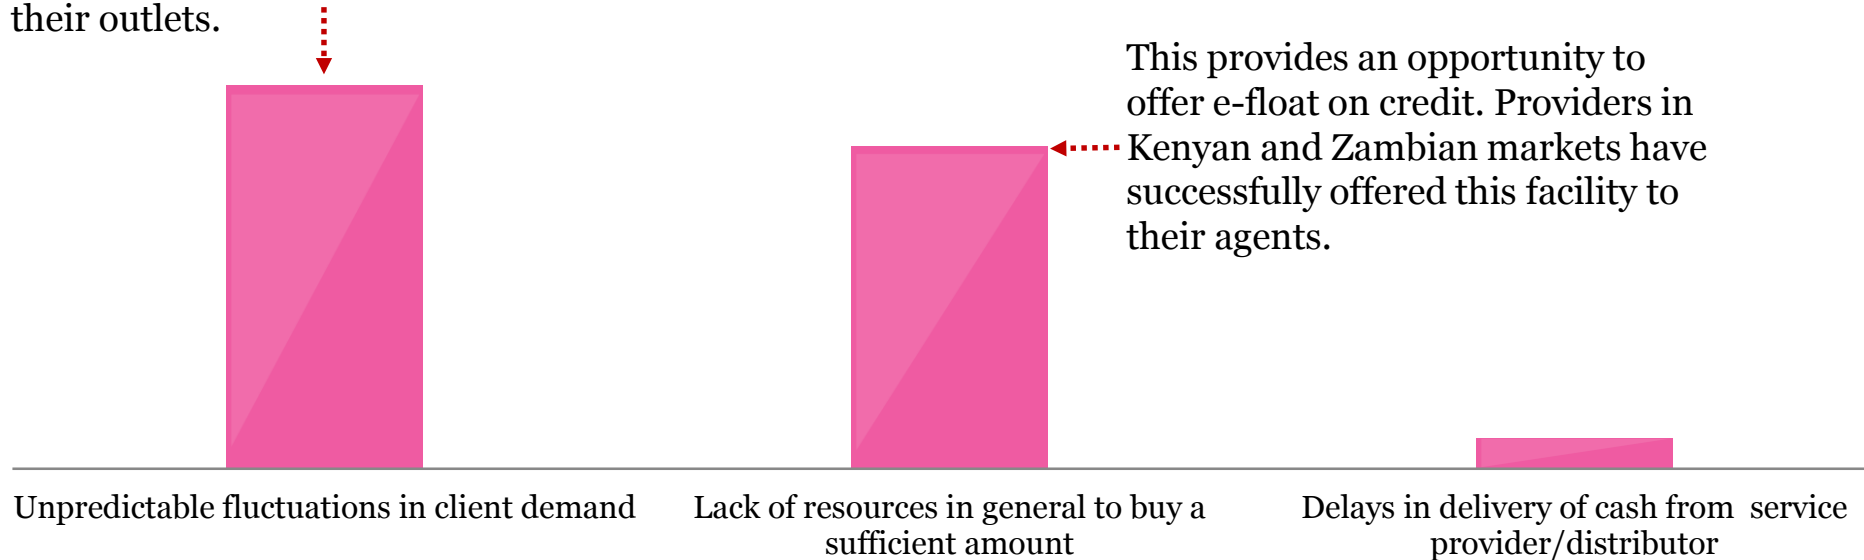 their outlets.
This provides an opportunity to
offer e-float on credit. Providers in
Kenyan and Zambian markets have
successfully offered this facility to
their agents.
Unpredictable fluctuations in client demand
Lack of resources in general to buy a
sufficient amount
Delays in delivery of cash from  service
provider/distributor